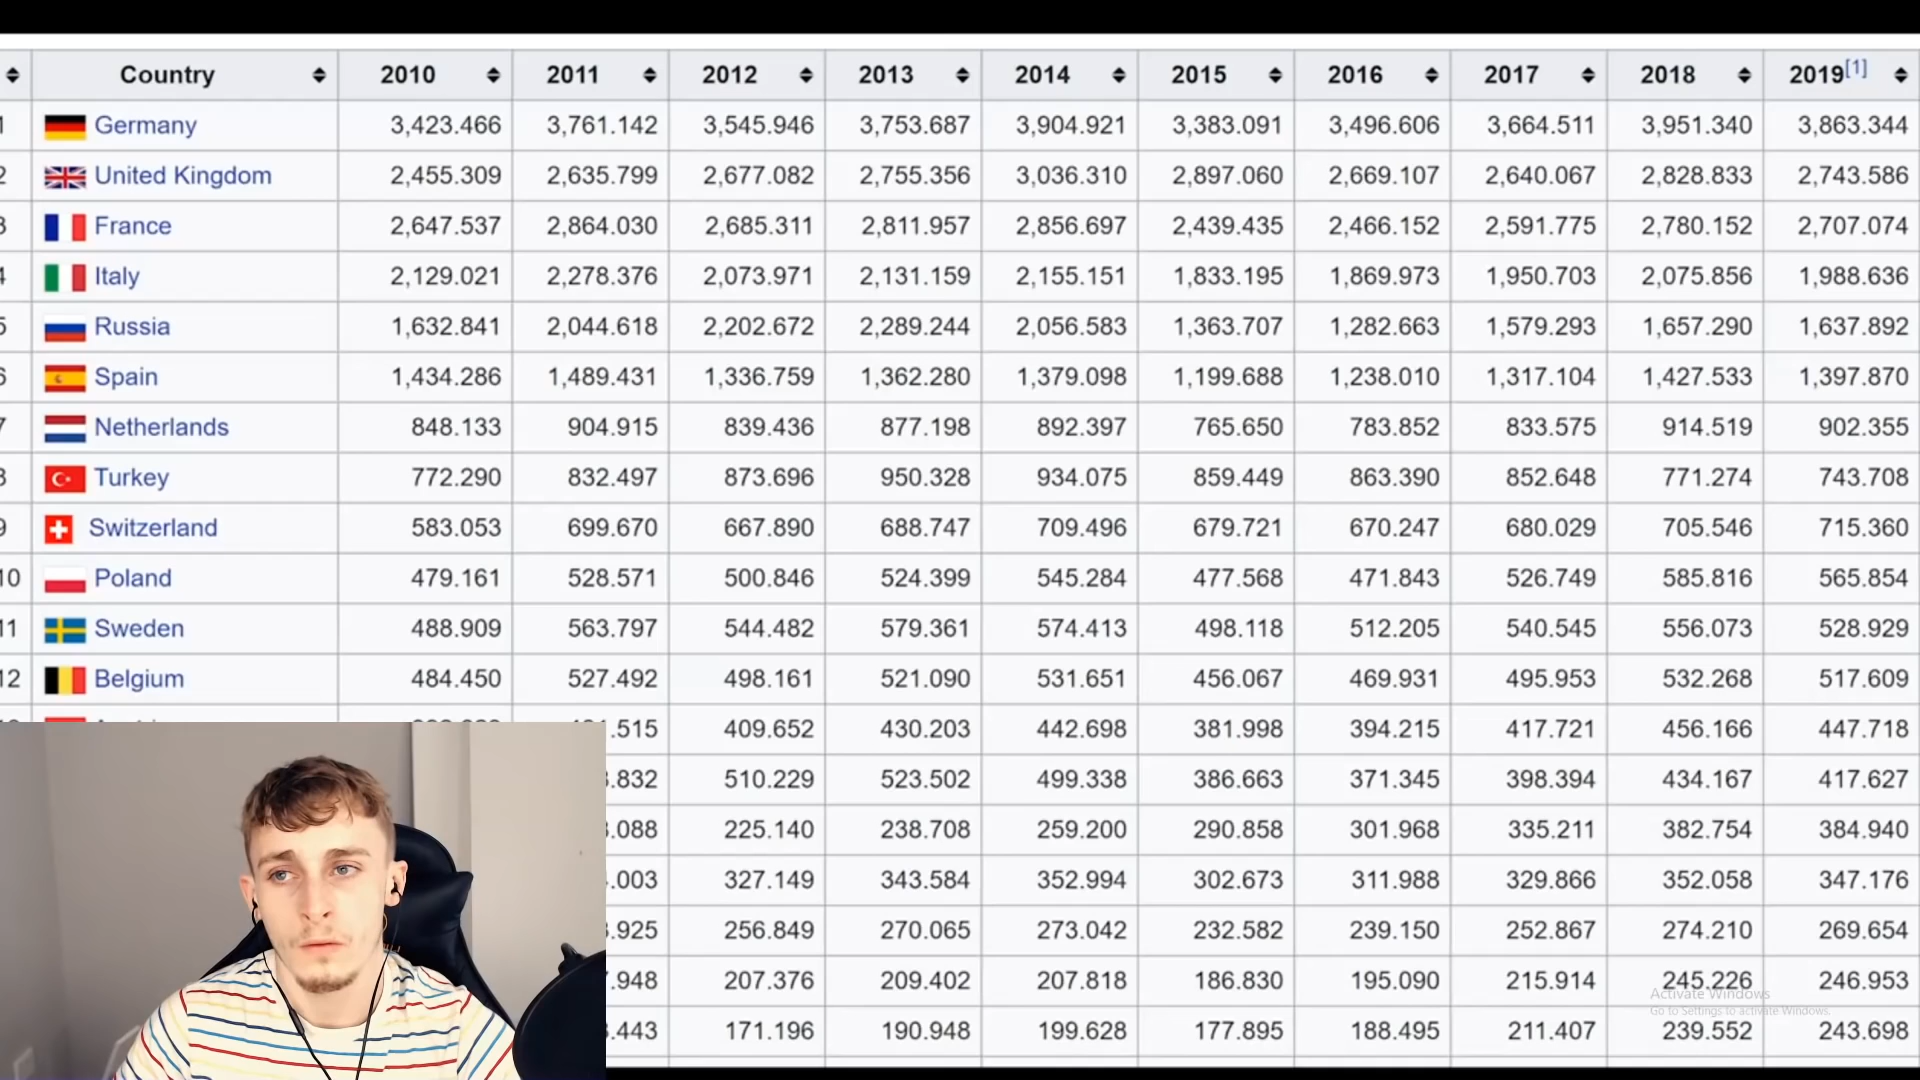 Country 2010 2011 2012 2013 2014 2015 2016 2017 2018 2019[1]
1 Germany 3,423.466 3,761.142 3,545.946 3,753.687 3,904.921 3,383.091 3,496.606 3,664.511 3,951.340 3,863.344
2 United Kingdom 2,455.309 2,635.799 2,677.082 2,755.356 3,036.310 2,897.060 2,669.107 2,640.067 2,828.833 2,743.586
3 France 2,647.537 2,864.030 2,685.311 2,811.957 2,856.697 2,439.435 2,466.152 2,591.775 2,780.152 2,707.074
4 Italy 2,129.021 2,278.376 2,073.971 2,131.159 2,155.151 1,833.195 1,869.973 1,950.703 2,075.856 1,988.636
5 Russia 1,632.841 2,044.618 2,202.672 2,289.244 2,056.583 1,363.707 1,282.663 1,579.293 1,657.290 1,637.892
6 Spain 1,434.286 1,489.431 1,336.759 1,362.280 1,379.098 1,199.688 1,238.010 1,317.104 1,427.533 1,397.870
7 Netherlands 848.133 904.915 839.436 877.198 892.397 765.650 783.852 833.575 914.519 902.355
8 Turkey 772.290 832.497 873.696 950.328 934.075 859.449 863.390 852.648 771.274 743.708
9 Switzerland 583.053 699.670 667.890 688.747 709.496 679.721 670.247 680.029 705.546 715.360
10 Poland 479.161 528.571 500.846 524.399 545.284 477.568 471.843 526.749 585.816 565.854
11 Sweden 488.909 563.797 544.482 579.361 574.413 498.118 512.205 540.545 556.073 528.929
12 Belgium 484.450 527.492 498.161 521.090 531.651 456.067 469.931 495.953 532.268 517.609
.515 409.652 430.203 442.698 381.998 394.215 417.721 456.166 447.718
.832 510.229 523.502 499.338 386.663 371.345 398.394 434.167 417.627
.088 225.140 238.708 259.200 290.858 301.968 335.211 382.754 384.940
.003 327.149 343.584 352.994 302.673 311.988 329.866 352.058 347.176
.925 256.849 270.065 273.042 232.582 239.150 252.867 274.210 269.654
.948 207.376 209.402 207.818 186.830 195.090 215.914 245.226 246.953
.443 171.196 190.948 199.628 177.895 188.495 211.407 239.552 243.698
Activate Windows
Go to Settings to activate Windows.